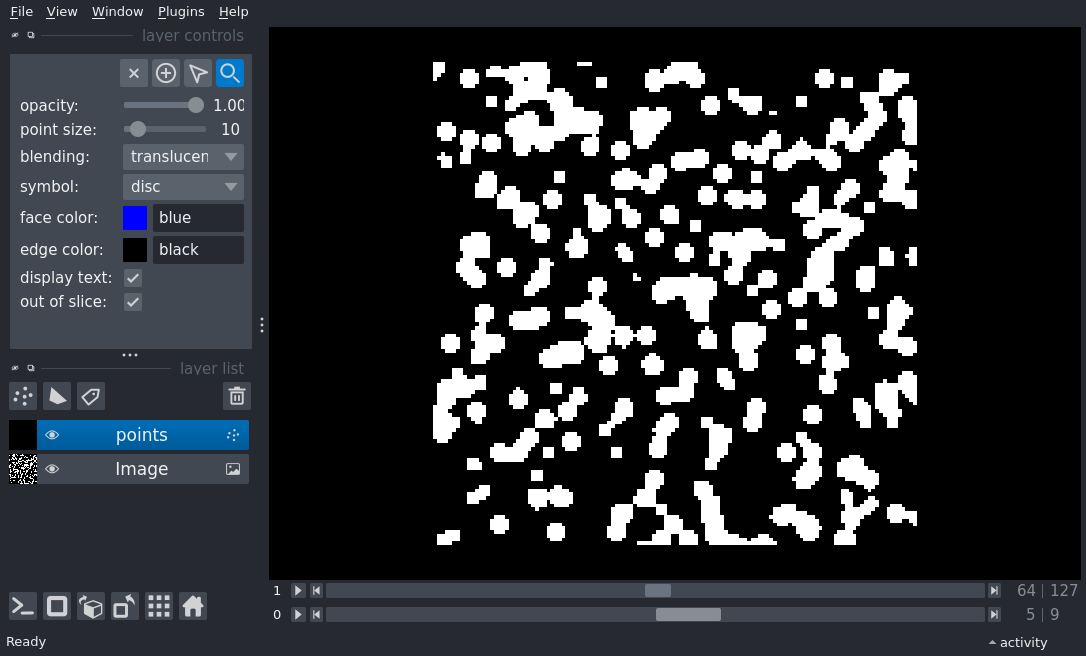 File View Window Plugins Help
layer controls
opacity: 1.00
point size: 10
blending: translucen
symbol: disc
face color: blue
edge color: black
display text:
out of slice:
layer list
points
Image
1 64 127
0 5 9
Ready activity